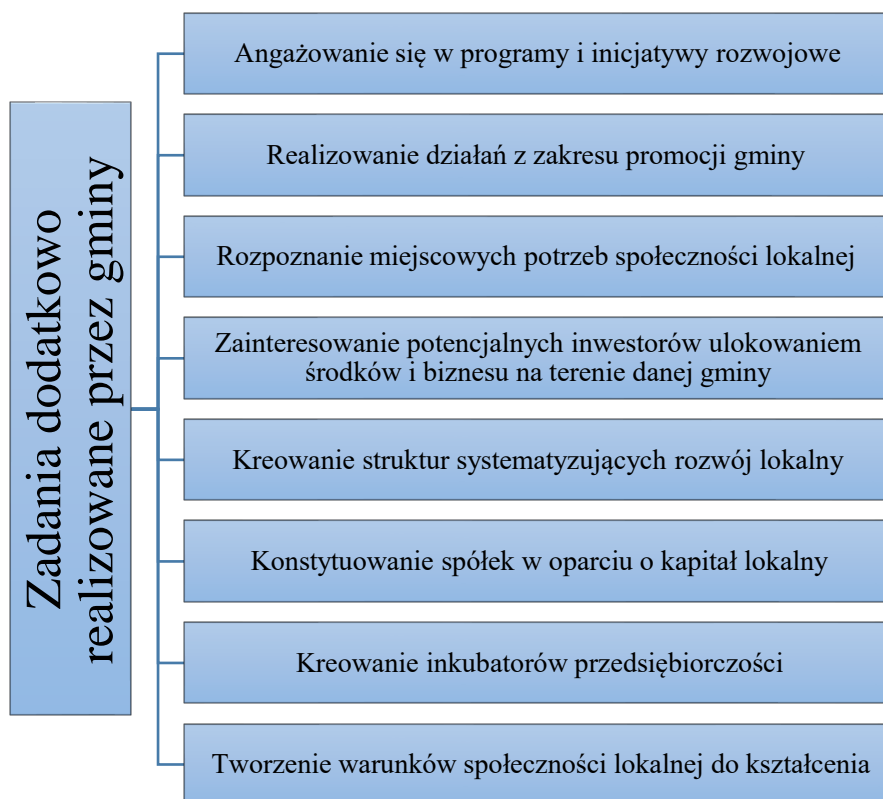 Zadania dodatkowo
realizowane przez gminy
Angażowanie się w programy i inicjatywy rozwojowe
Realizowanie działań z zakresu promocji gminy
Rozpoznanie miejscowych potrzeb społeczności lokalnej
Zainteresowanie potencjalnych inwestorów ulokowaniem
środków i biznesu na terenie danej gminy
Kreowanie struktur systematyzujących rozwój lokalny
Konstytuowanie spółek w oparciu o kapitał lokalny
Kreowanie inkubatorów przedsiębiorczości
Tworzenie warunków społeczności lokalnej do kształcenia